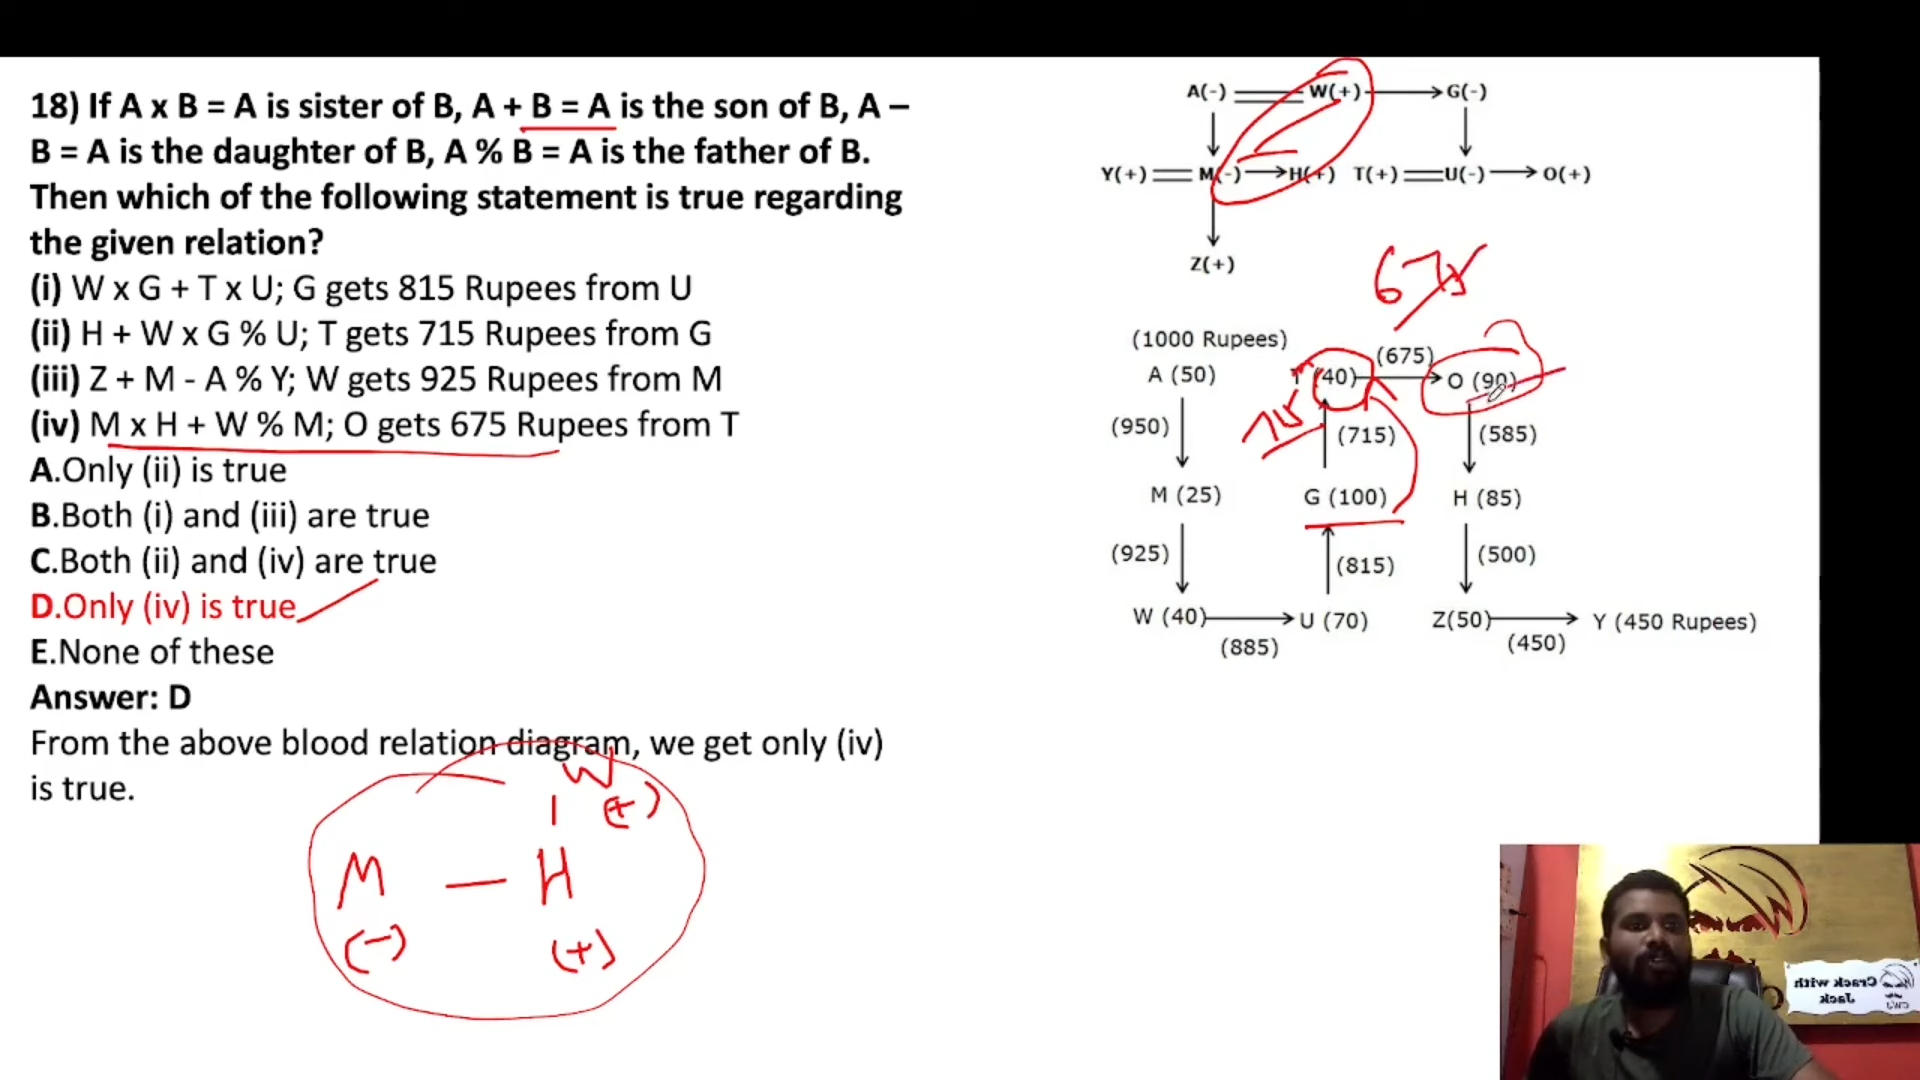 18) If A x B = A is sister of B, A + B = A is the son of B, A –
B = A is the daughter of B, A % B = A is the father of B.
Then which of the following statement is true regarding
the given relation?
(i) W x G + T x U; G gets 815 Rupees from U
(ii) H + W x G % U; T gets 715 Rupees from G
(iii) Z + M - A % Y; W gets 925 Rupees from M
(iv) M x H + W % M; O gets 675 Rupees from T
A.Only (ii) is true
B.Both (i) and (iii) are true
C.Both (ii) and (iv) are true
D.Only (iv) is true
E.None of these
Answer: D
From the above blood relation diagram, we get only (iv)
is true.
W
(+)
M H
(-) (+)
A(-) W(+) G(-)
Y(+) M(-) H(+) T(+) U(-) O(+)
Z(+)
675
(1000 Rupees) (675)
A (50) (40) O (90)
715
(950) (715) (585)
M (25) G (100) H (85)
(925) (815) (500)
W (40) U (70) Z(50) Y (450 Rupees)
(885) (450)
Crack with
Jack